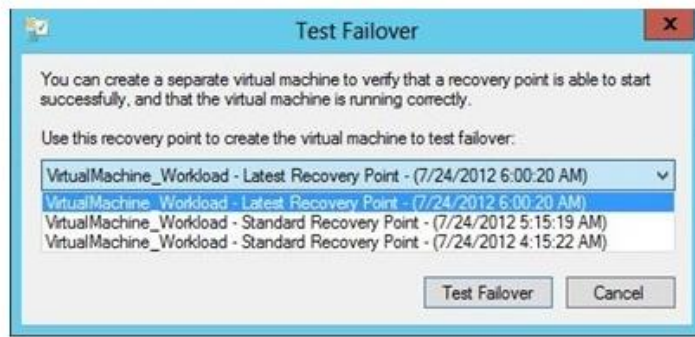 Test Failover
x
You can create a separate virtual machine to verify that a recovery point is able to start
successfully, and that the virtual machine is running correctly.
Use this recovery point to create the virtual machine to test failover:
VirtualMachine_Workload - Latest Recovery Point - (7/24/2012 6:00:20 AM)
VirtualMachine_Workload - Latest Recovery Point - (7/24/2012 6:00:20 AM)
VirtualMachine_Workload - Standard Recovery Point - (7/24/2012 5:15:19 AM)
VirtualMachine_Workload - Standard Recovery Point - (7/24/2012 4:15:22 AM)
Test Failover
Cancel